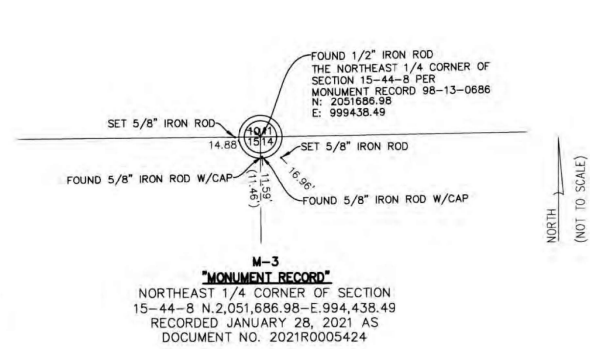 FOUND 1/2" IRON ROD
THE NORTHEAST 1/4 CORNER OF
SECTION 15-44-8 PER
MONUMENT RECORD 98-13-0686
N: 2051686.98
E: 999438.49
SET 5/8" IRON ROD
10 11
15 14
14.88'
SET 5/8" IRON ROD
16.96'
FOUND 5/8" IRON ROD W/CAP
11.59'
(11.46')
FOUND 5/8" IRON ROD W/CAP
NORTH
(NOT TO SCALE)
M-3
"MONUMENT RECORD"
NORTHEAST 1/4 CORNER OF SECTION
15-44-8 N.2,051,686.98-E.994,438.49
RECORDED JANUARY 28, 2021 AS
DOCUMENT NO. 2021R0005424